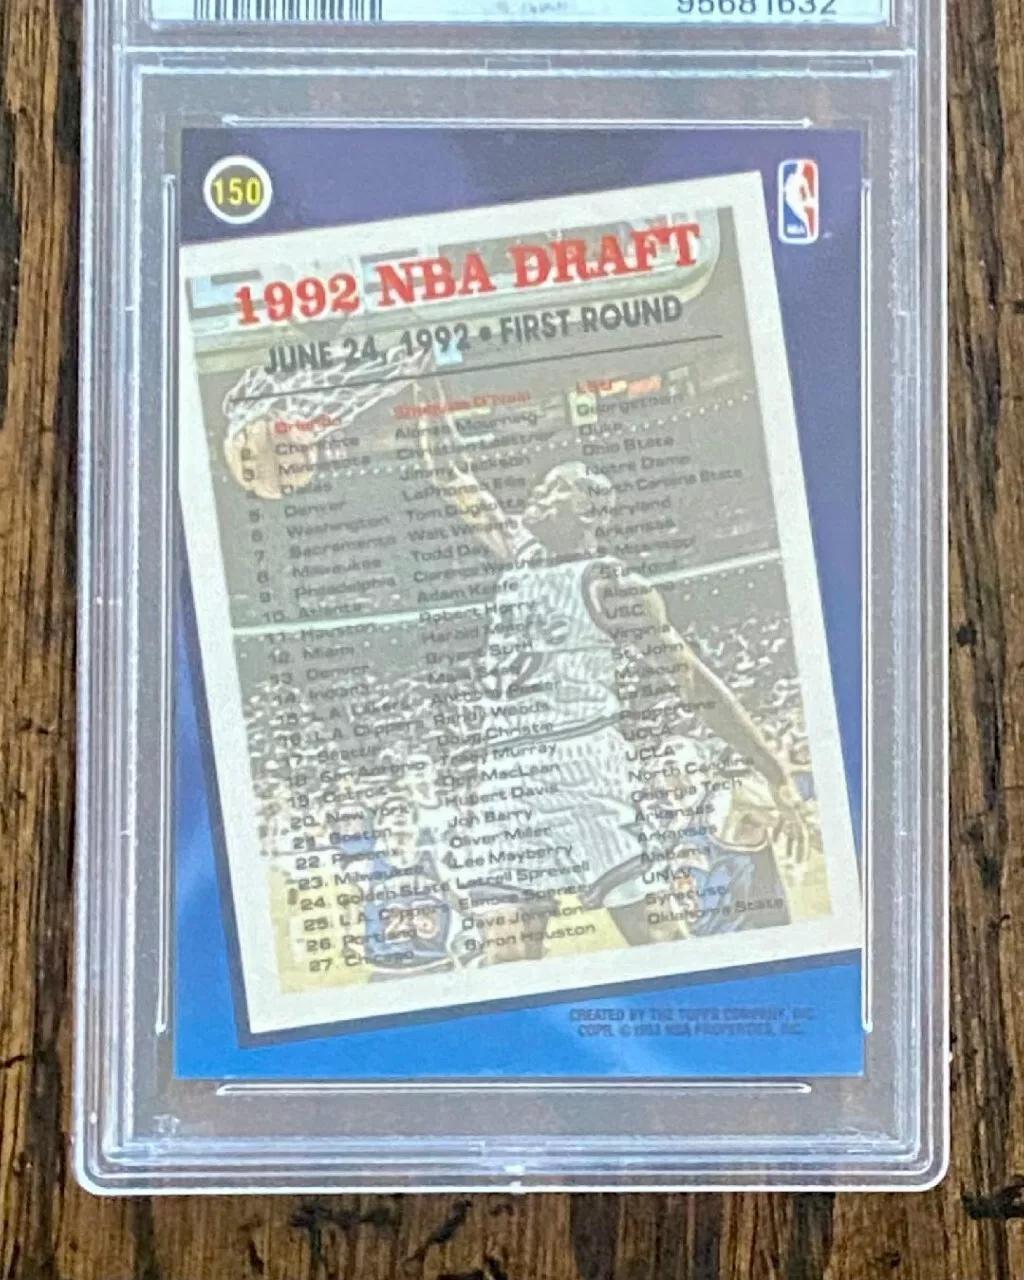 95681632
150
NBA
1992 NBA DRAFT
JUNE 24, 1992 • FIRST ROUND
1. Orlando Shaquille O'Neal LSU
2. Charlotte Alonzo Mourning Georgetown
3. Minnesota Christian Laettner Duke
4. Dallas Jimmy Jackson Ohio State
5. Denver LaPhonso Ellis Notre Dame
6. Washington Tom Gugliotta North Carolina State
7. Sacramento Walt Williams Maryland
8. Milwaukee Todd Day Arkansas
9. Philadelphia Clarence Weatherspoon S. Mississippi
10. Atlanta Adam Keefe Stanford
11. Houston Robert Horry Alabama
12. Miami Harold Miner USC
13. Denver Bryant Stith Virginia
14. Indiana Malik Sealy St. John's
15. L.A. Lakers Anthony Peeler Missouri
16. L.A. Clippers Randy Woods La Salle
17. Seattle Doug Christie Pepperdine
18. San Antonio Tracy Murray UCLA
19. Detroit Don MacLean UCLA
20. New York Hubert Davis North Carolina
21. Boston Jon Barry Georgia Tech
22. Phoenix Oliver Miller Arkansas
23. Milwaukee Lee Mayberry Arkansas
24. Golden State Latrell Sprewell Alabama
25. L.A. Clippers Elmore Spencer UNLV
26. Portland Dave Johnson Syracuse
27. Chicago Byron Houston Oklahoma State
CREATED BY THE TOPPS COMPANY, INC.
COPR. © 1993 NBA PROPERTIES, INC.